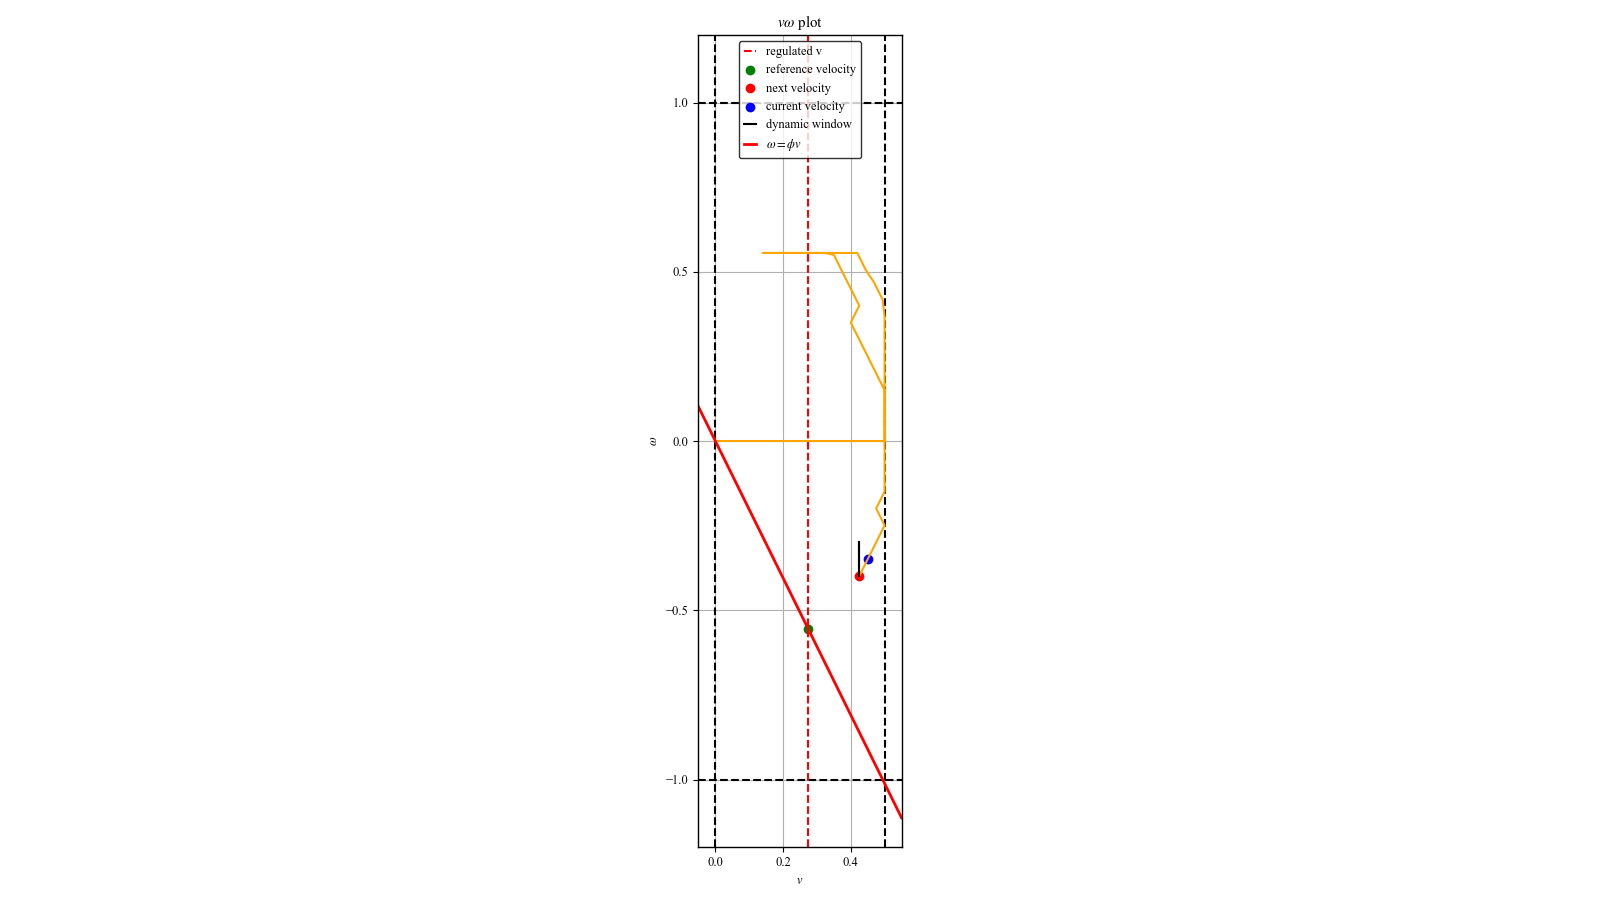 vω plot
regulated v
reference velocity
next velocity
current velocity
dynamic window
ω = ϕv
1.0
0.5
0.0
−0.5
−1.0
ω
0.0 0.2 0.4
v